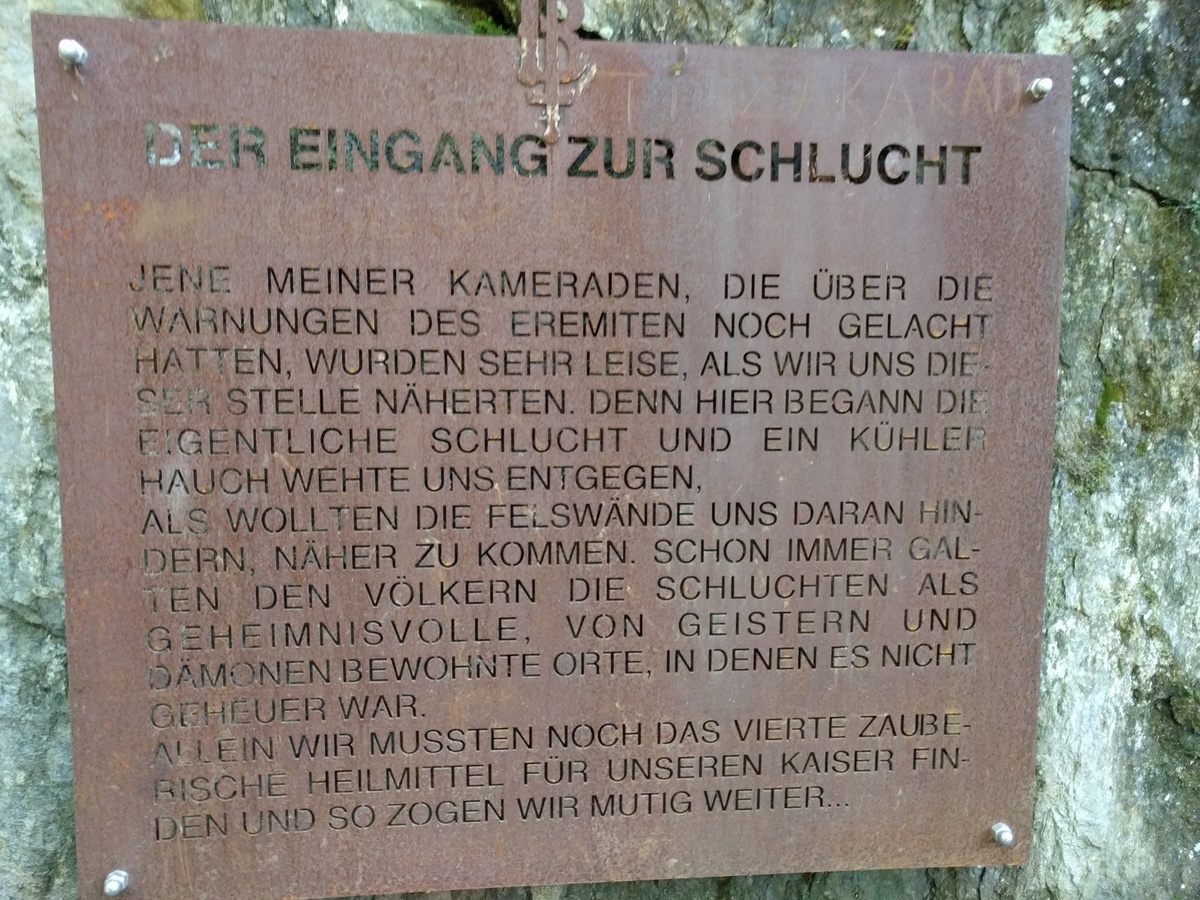 DER EINGANG ZUR SCHLUCHT
JENE MEINER KAMERADEN, DIE ÜBER DIE
WARNUNGEN DES EREMITEN NOCH GELACHT
HATTEN, WURDEN SEHR LEISE, ALS WIR UNS DIE-
SER STELLE NÄHERTEN. DENN HIER BEGANN DIE
EIGENTLICHE SCHLUCHT UND EIN KÜHLER
HAUCH WEHTE UNS ENTGEGEN,
ALS WOLLTEN DIE FELSWÄNDE UNS DARAN HIN-
DERN, NÄHER ZU KOMMEN. SCHON IMMER GAL-
TEN DEN VÖLKERN DIE SCHLUCHTEN ALS
GEHEIMNISVOLLE, VON GEISTERN UND
DÄMONEN BEWOHNTE ORTE, IN DENEN ES NICHT
GEHEUER WAR.
ALLEIN WIR MUSSTEN NOCH DAS VIERTE ZAUBE-
RISCHE HEILMITTEL FÜR UNSEREN KAISER FIN-
DEN UND SO ZOGEN WIR MUTIG WEITER...